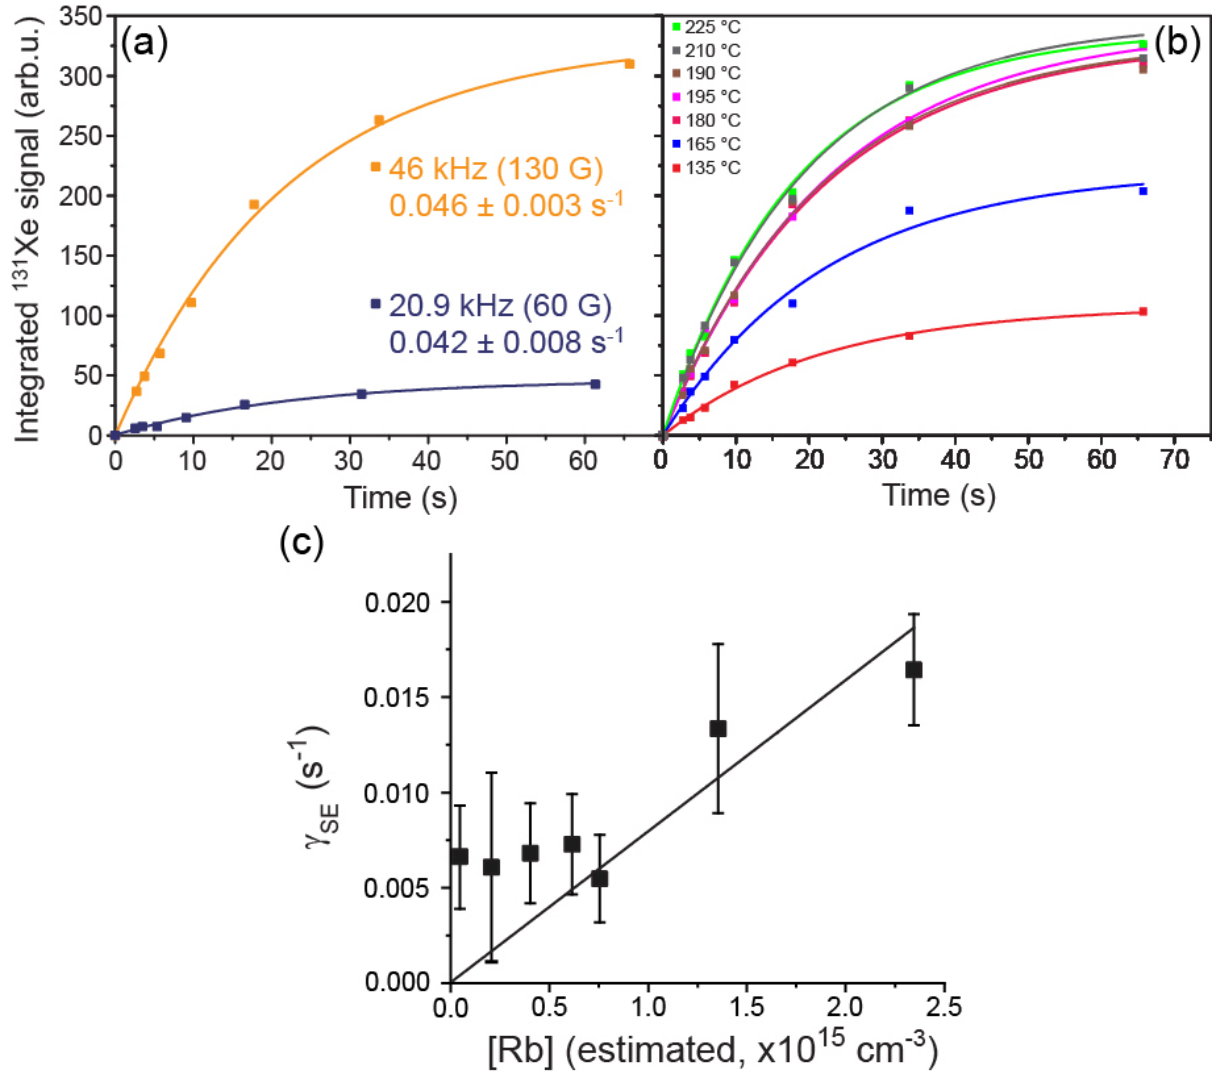 (a)
Integrated ¹³¹Xe signal (arb.u.)
350
300
250
200
150
100
50
0
46 kHz (130 G)
0.046 ± 0.003 s⁻¹
20.9 kHz (60 G)
0.042 ± 0.008 s⁻¹
0 10 20 30 40 50 60
Time (s)
(b)
225 °C
210 °C
190 °C
195 °C
180 °C
165 °C
135 °C
0 10 20 30 40 50 60 70
Time (s)
(c)
γSE (s⁻¹)
0.020
0.015
0.010
0.005
0.000
0.0 0.5 1.0 1.5 2.0 2.5
[Rb] (estimated, x10¹⁵ cm⁻³)